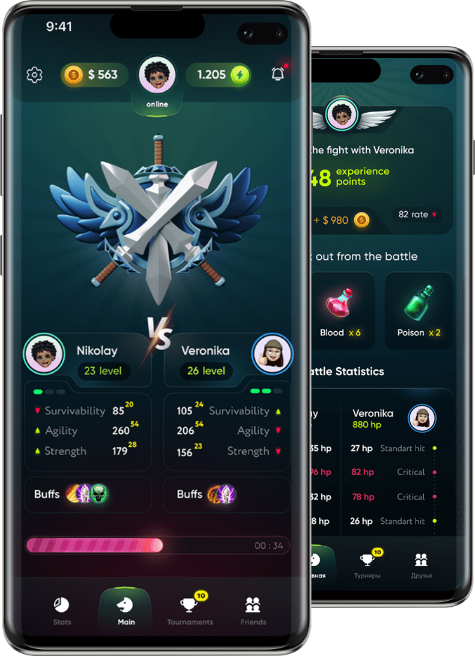 9:41
$ 563
1.205
online
VS
Nikolay
Veronika
23 level
26 level
Survivability 85 20
105 24 Survivability
Agility 260 54
206 54 Agility
Strength 179 28
156 23 Strength
Buffs
Buffs
00 : 34
10
Stats
Main
Tournaments
Friends
he fight with Veronika
48 experience
points
+ $ 980
82 rate
out from the battle
Blood x 6
Poison x 2
attle Statistics
Veronika
880 hp
35 hp
27 hp
Standart hit
96 hp
82 hp
Critical
32 hp
78 hp
Critical
8 hp
26 hp
Standart hit
10
вная
Турниры
Друзья